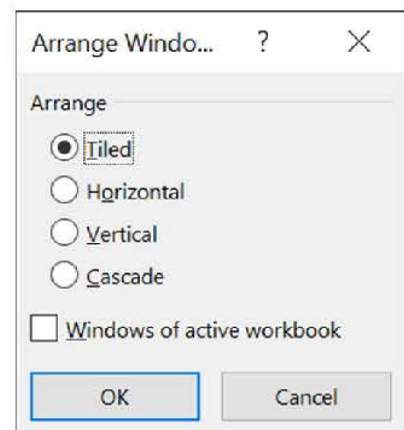 Arrange Windo... ?
Arrange
Tiled
Horizontal
Vertical
Cascade
Windows of active workbook
OK Cancel